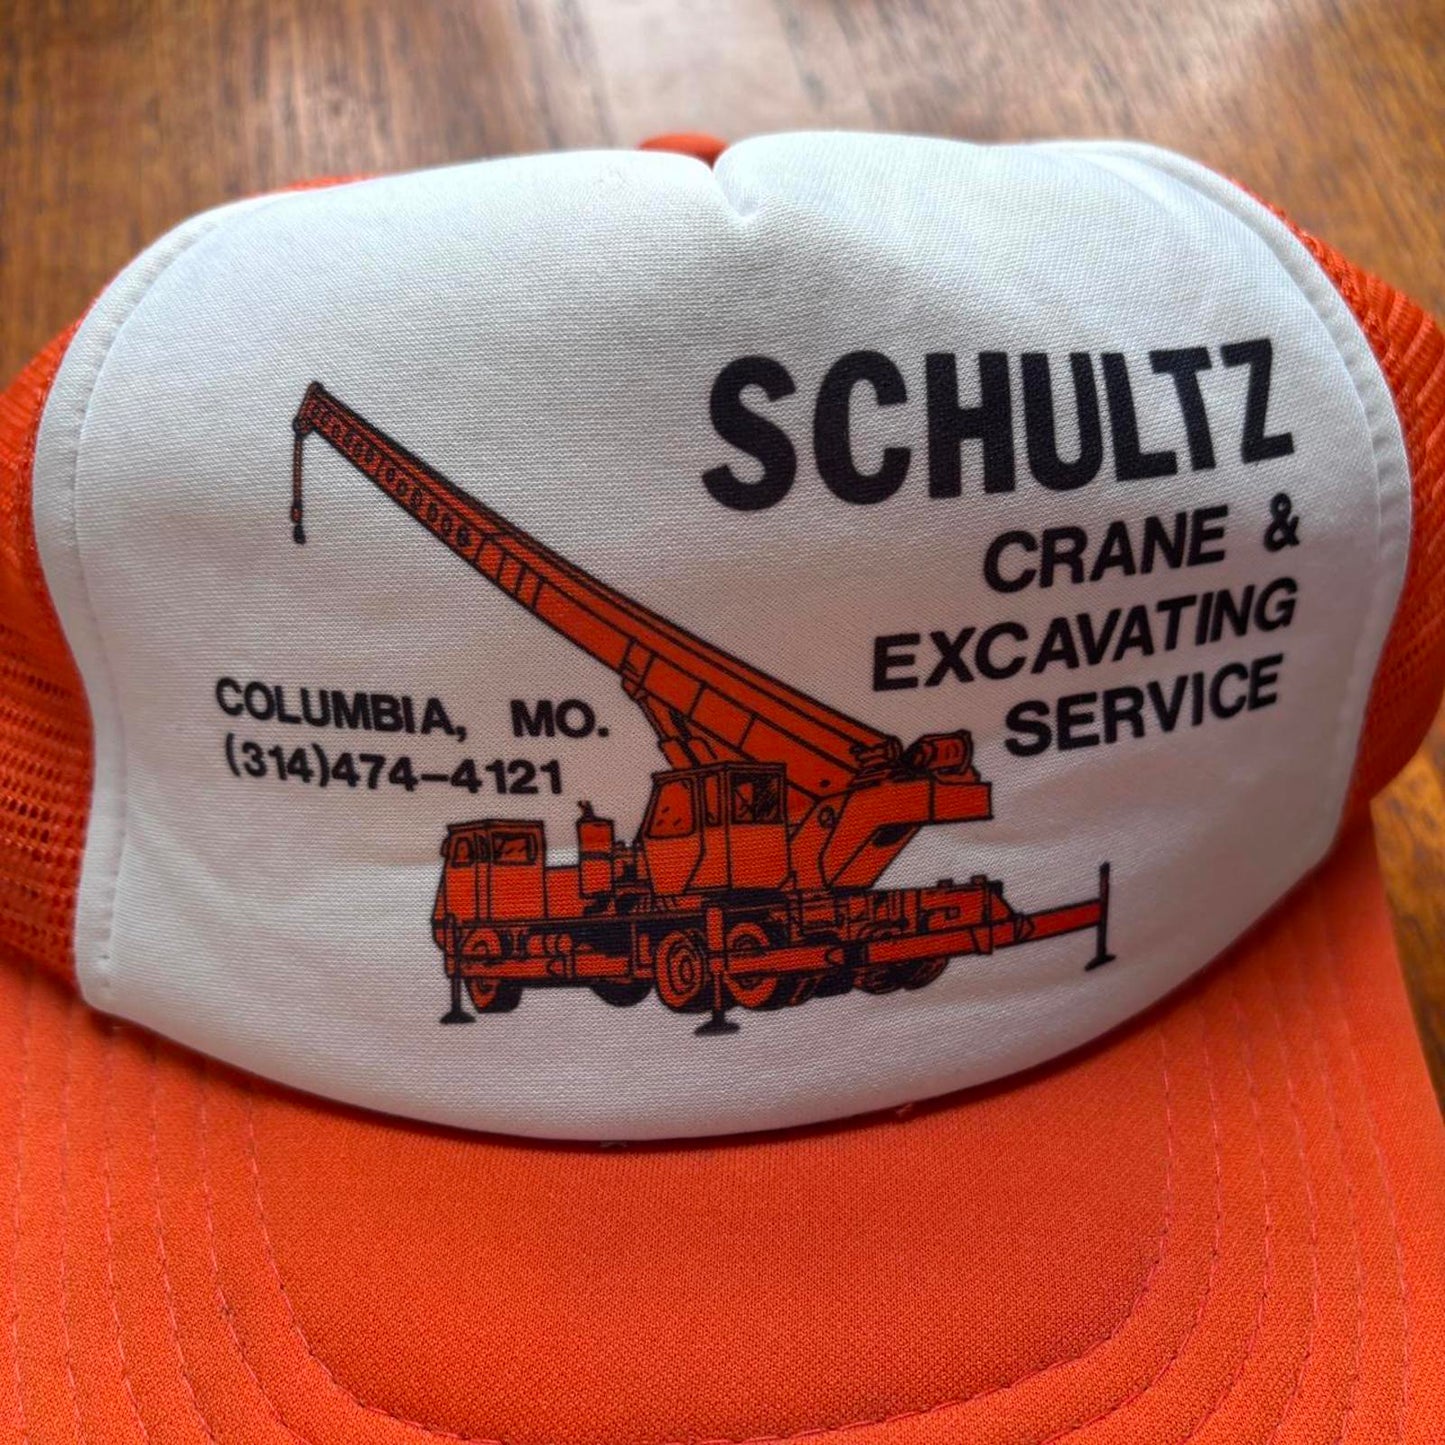 SCHULTZ
CRANE &
EXCAVATING
SERVICE
COLUMBIA, MO.
(314)474-4121